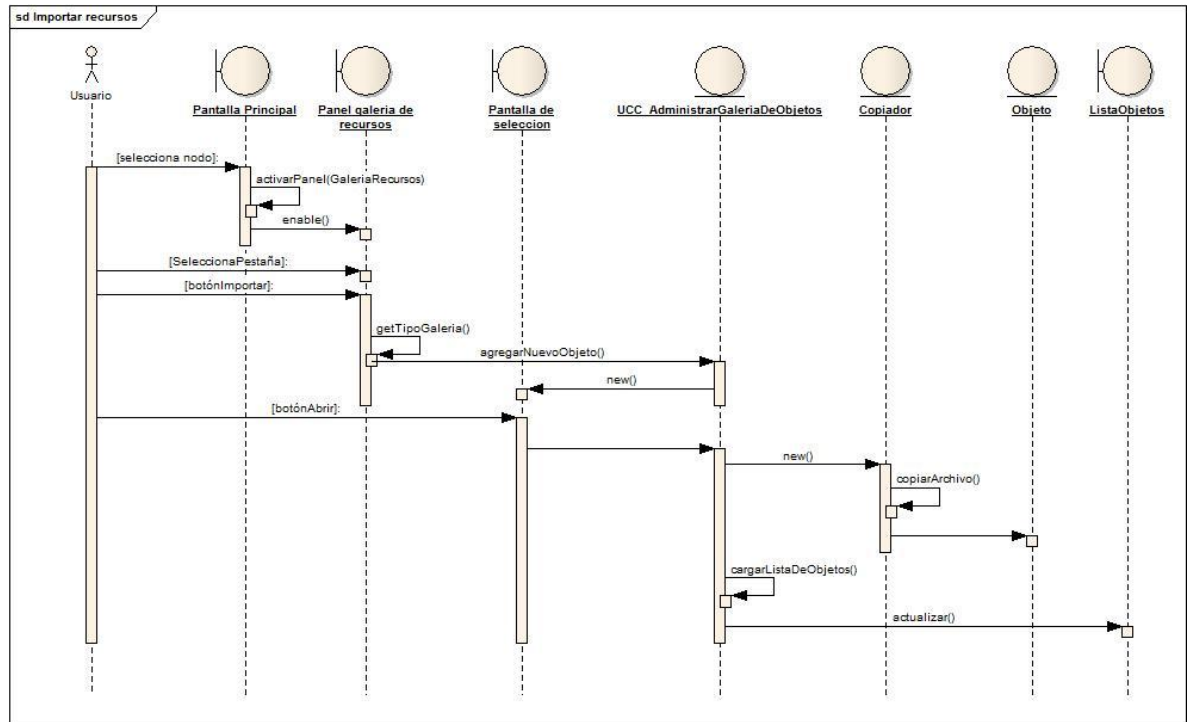 sd Importar recursos
Usuario
Pantalla Principal
Panel galeria de
recursos
Pantalla de
seleccion
UCC_AdministrarGaleriaDeObjetos
Copiador
Objeto
ListaObjetos
[selecciona nodo]:
activarPanel(GaleriaRecursos)
enable()
[SeleccionaPestaña]:
[botónImportar]:
getTipoGaleria()
agregarNuevoObjeto()
new()
[botónAbrir]:
new()
copiarArchivo()
cargarListaDeObjetos()
actualizar()